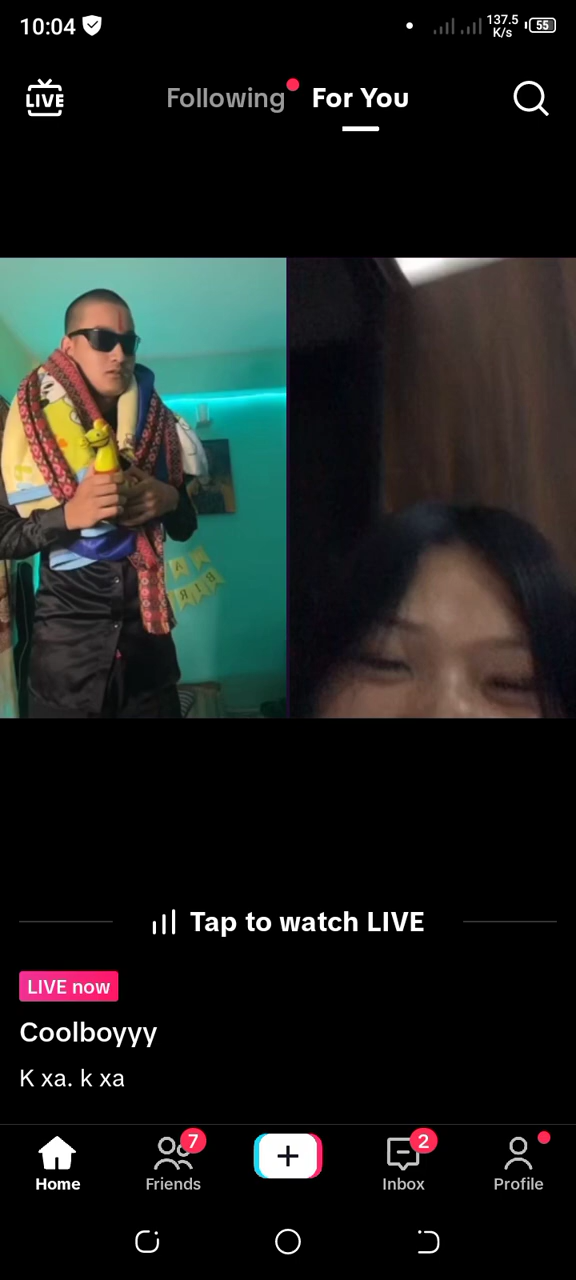 10:04
137.5
K/s
55
LIVE
Following
For You
Tap to watch LIVE
LIVE now
Coolboyyy
K xa. k xa
7
2
Home
Friends
Inbox
Profile